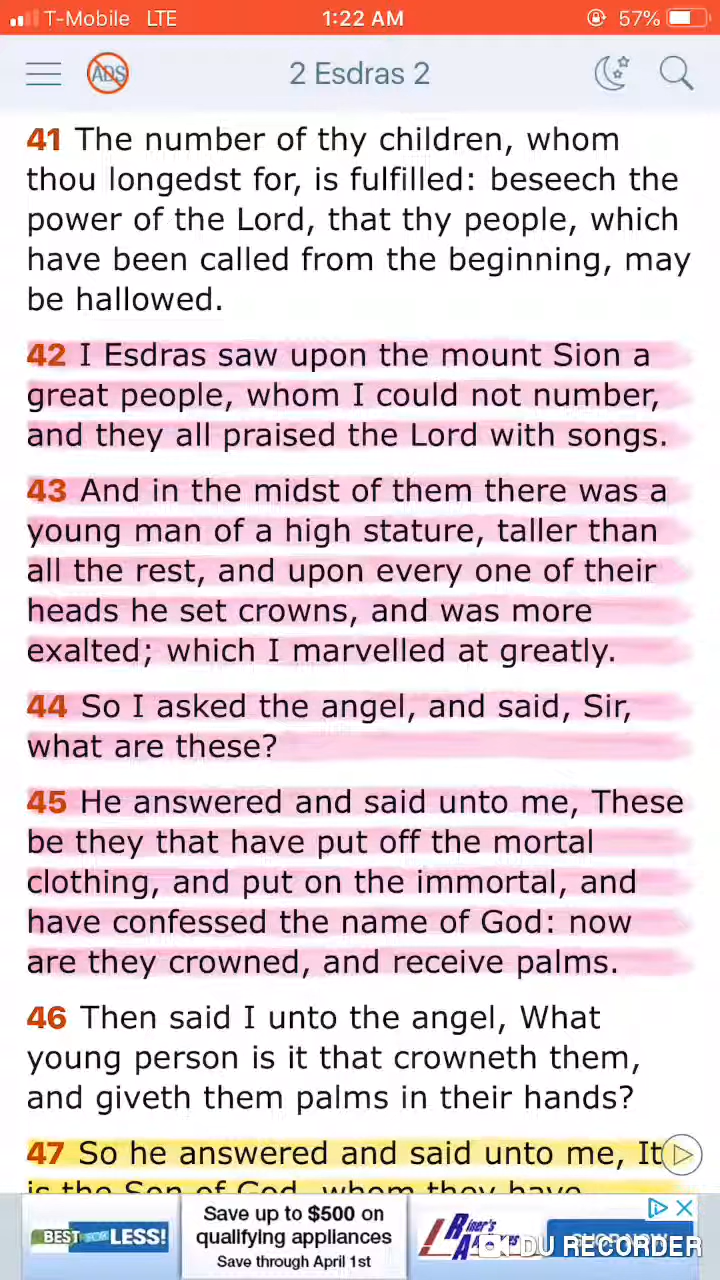 T-Mobile LTE 1:22 AM 57%
ADS 2 Esdras 2
41 The number of thy children, whom
thou longedst for, is fulfilled: beseech the
power of the Lord, that thy people, which
have been called from the beginning, may
be hallowed.
42 I Esdras saw upon the mount Sion a
great people, whom I could not number,
and they all praised the Lord with songs.
43 And in the midst of them there was a
young man of a high stature, taller than
all the rest, and upon every one of their
heads he set crowns, and was more
exalted; which I marvelled at greatly.
44 So I asked the angel, and said, Sir,
what are these?
45 He answered and said unto me, These
be they that have put off the mortal
clothing, and put on the immortal, and
have confessed the name of God: now
are they crowned, and receive palms.
46 Then said I unto the angel, What
young person is it that crowneth them,
and giveth them palms in their hands?
47 So he answered and said unto me, It
is the Son of God, whom they have
BEST FOR LESS!
Save up to $500 on
qualifying appliances
Save through April 1st
Riner's
DU RECORDER